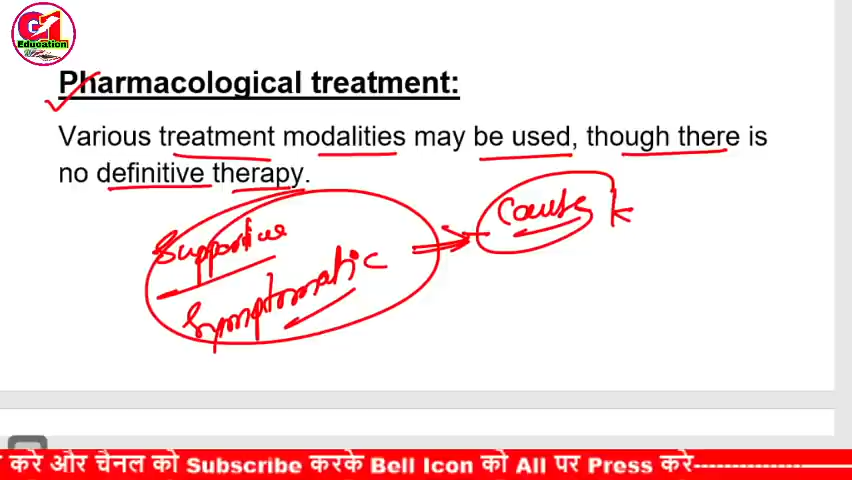 GI
Education
Pharmacological treatment:
Various treatment modalities may be used, though there is
no definitive therapy.
Supportive
Symptomatic
Cause
करे और चैनल को Subscribe करके Bell Icon को All पर Press करे---------------